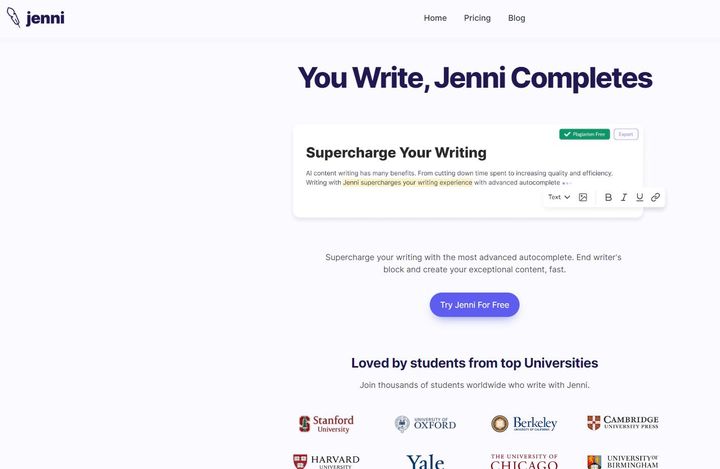 jenni
Home Pricing Blog
You Write, Jenni Completes
Plagiarism Free Export
Supercharge Your Writing
AI content writing has many benefits. From cutting down time spent to increasing quality and efficiency.
Writing with Jenni supercharges your writing experience with advanced autocomplete
Text B I U
Supercharge your writing with the most advanced autocomplete. End writer's
block and create your exceptional content, fast.
Try Jenni For Free
Loved by students from top Universities
Join thousands of students worldwide who write with Jenni.
Stanford
University
UNIVERSITY OF
OXFORD
Berkeley
UNIVERSITY OF CALIFORNIA
CAMBRIDGE
UNIVERSITY PRESS
HARVARD
UNIVERSITY
Yale
THE UNIVERSITY OF
CHICAGO
UNIVERSITY OF
BIRMINGHAM